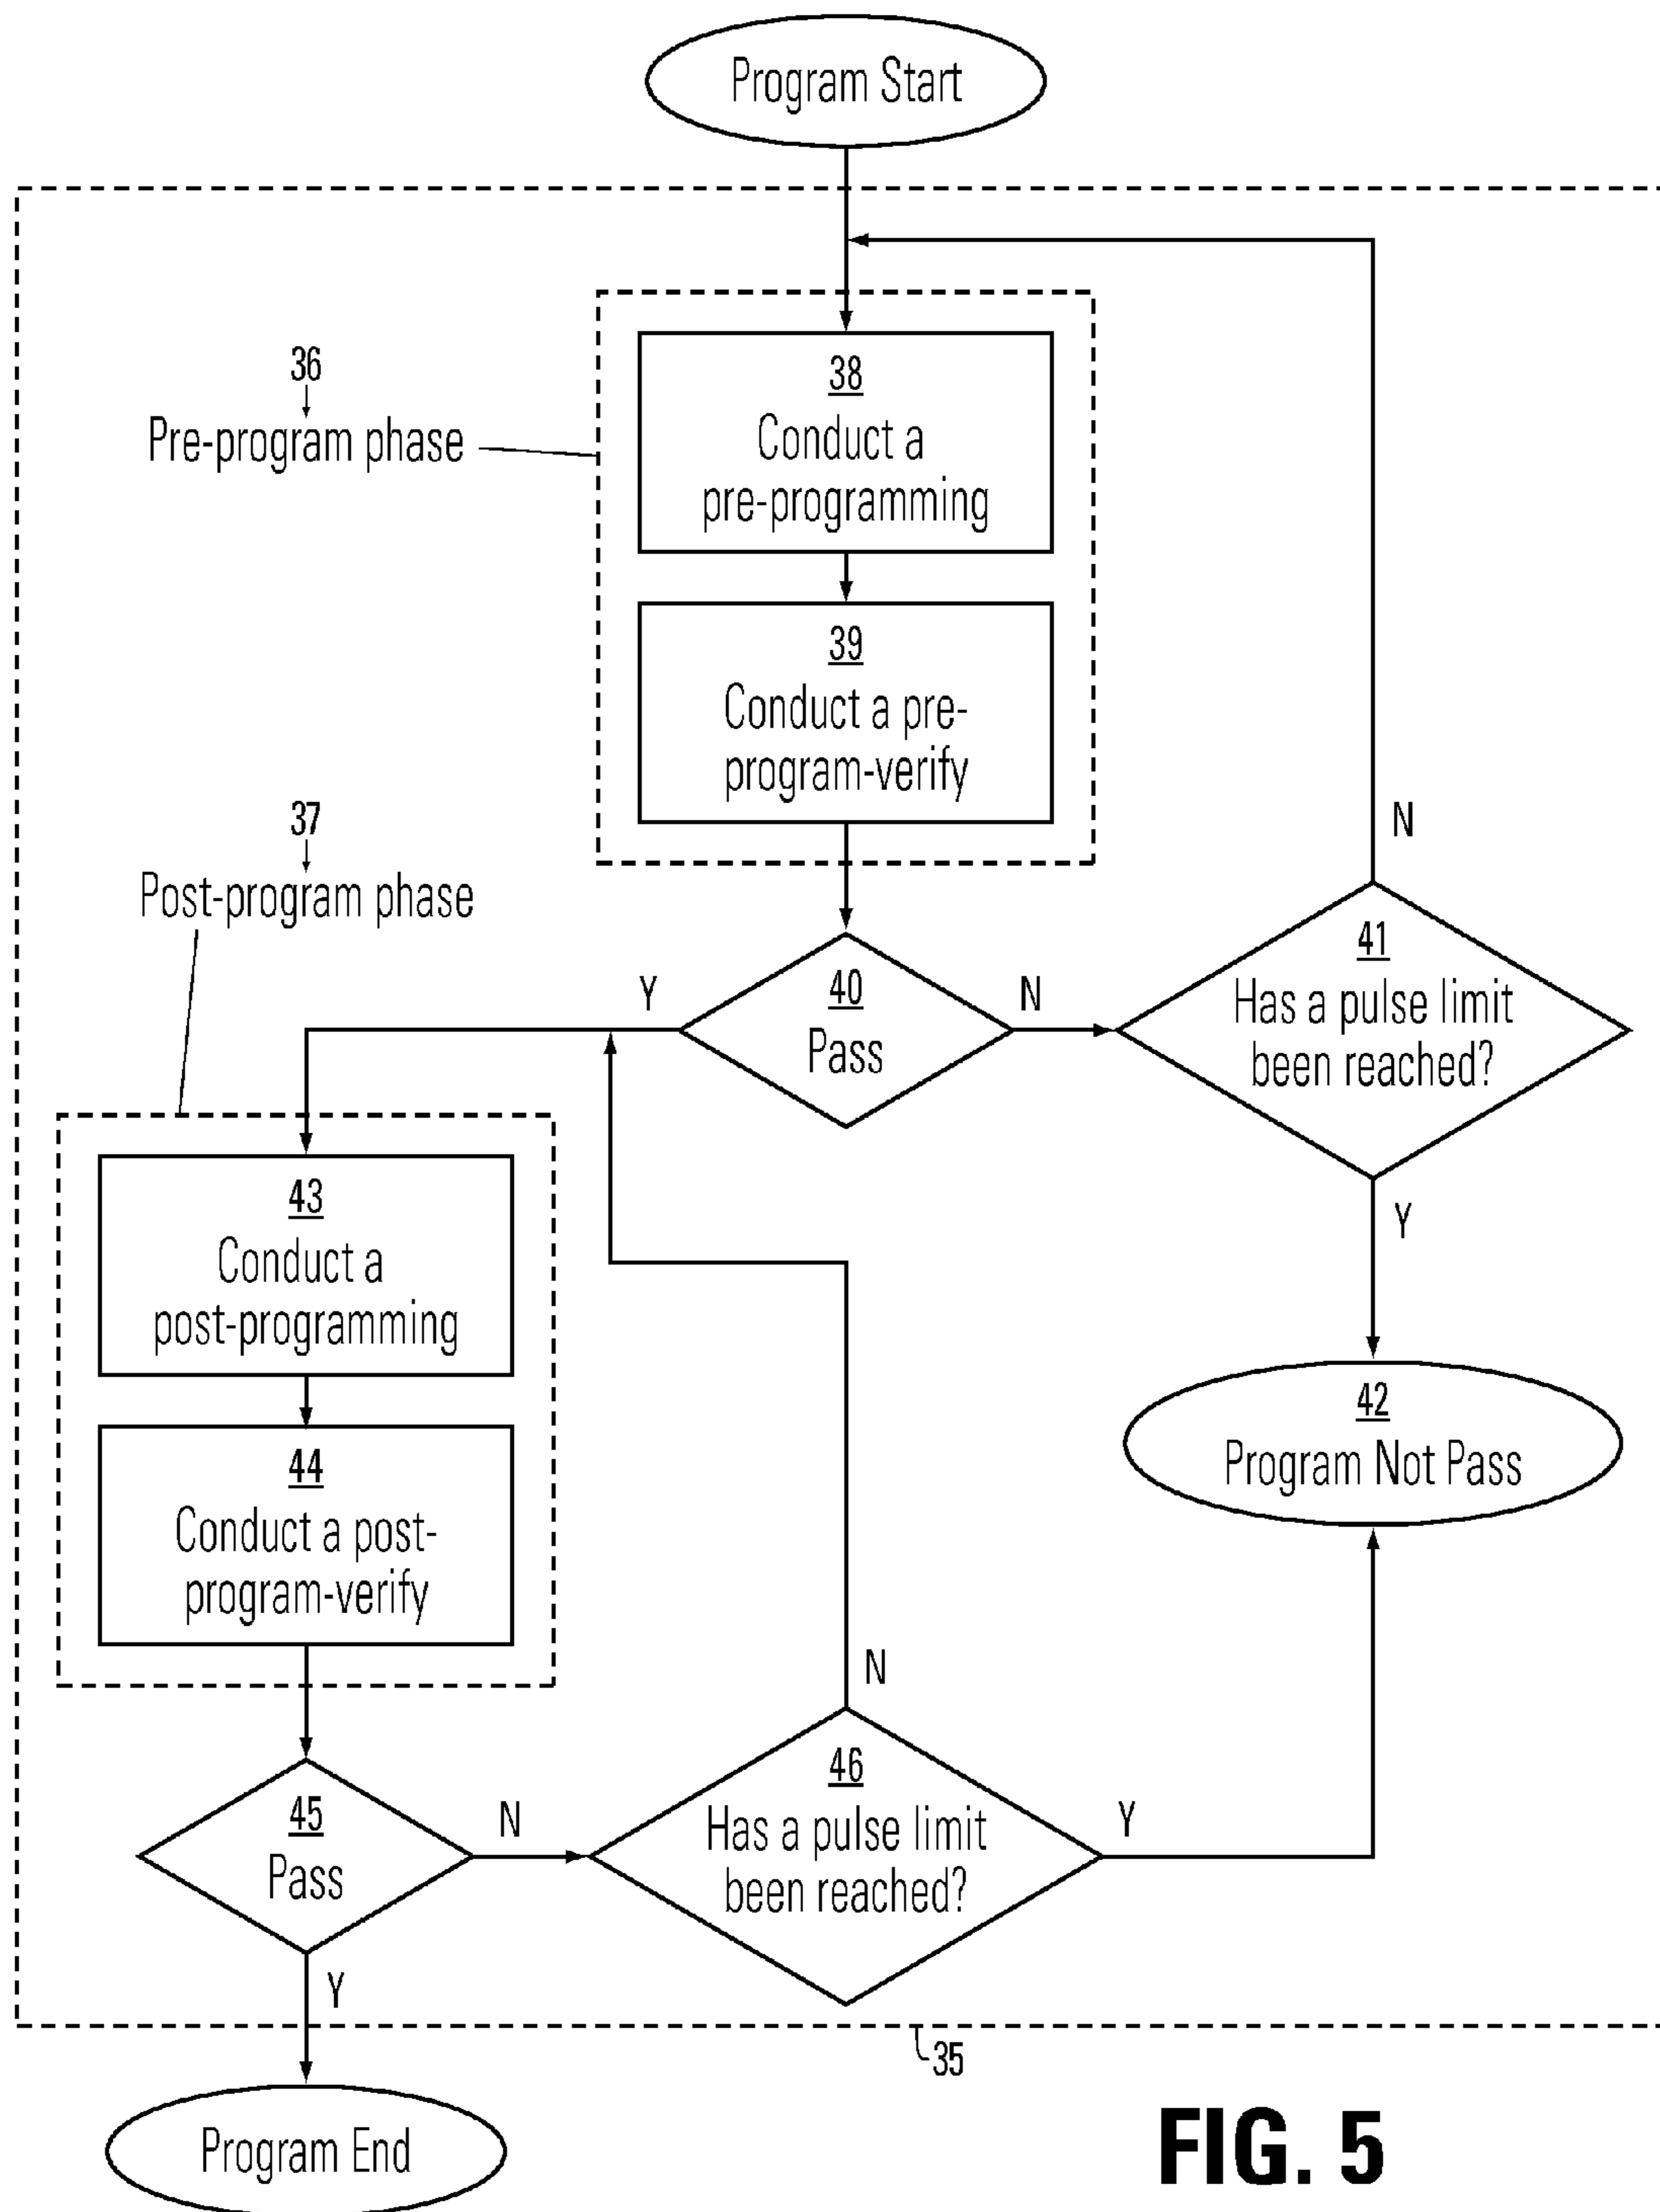 Program Start
36
Pre-program phase
38
Conduct a
pre-programming
39
Conduct a pre-
program-verify
N
37
Post-program phase
Y
40
Pass
N
41
Has a pulse limit
been reached?
Y
43
Conduct a
post-programming
44
Conduct a post-
program-verify
42
Program Not Pass
45
Pass
N
N
46
Has a pulse limit
been reached?
Y
Y
35
Program End
FIG. 5